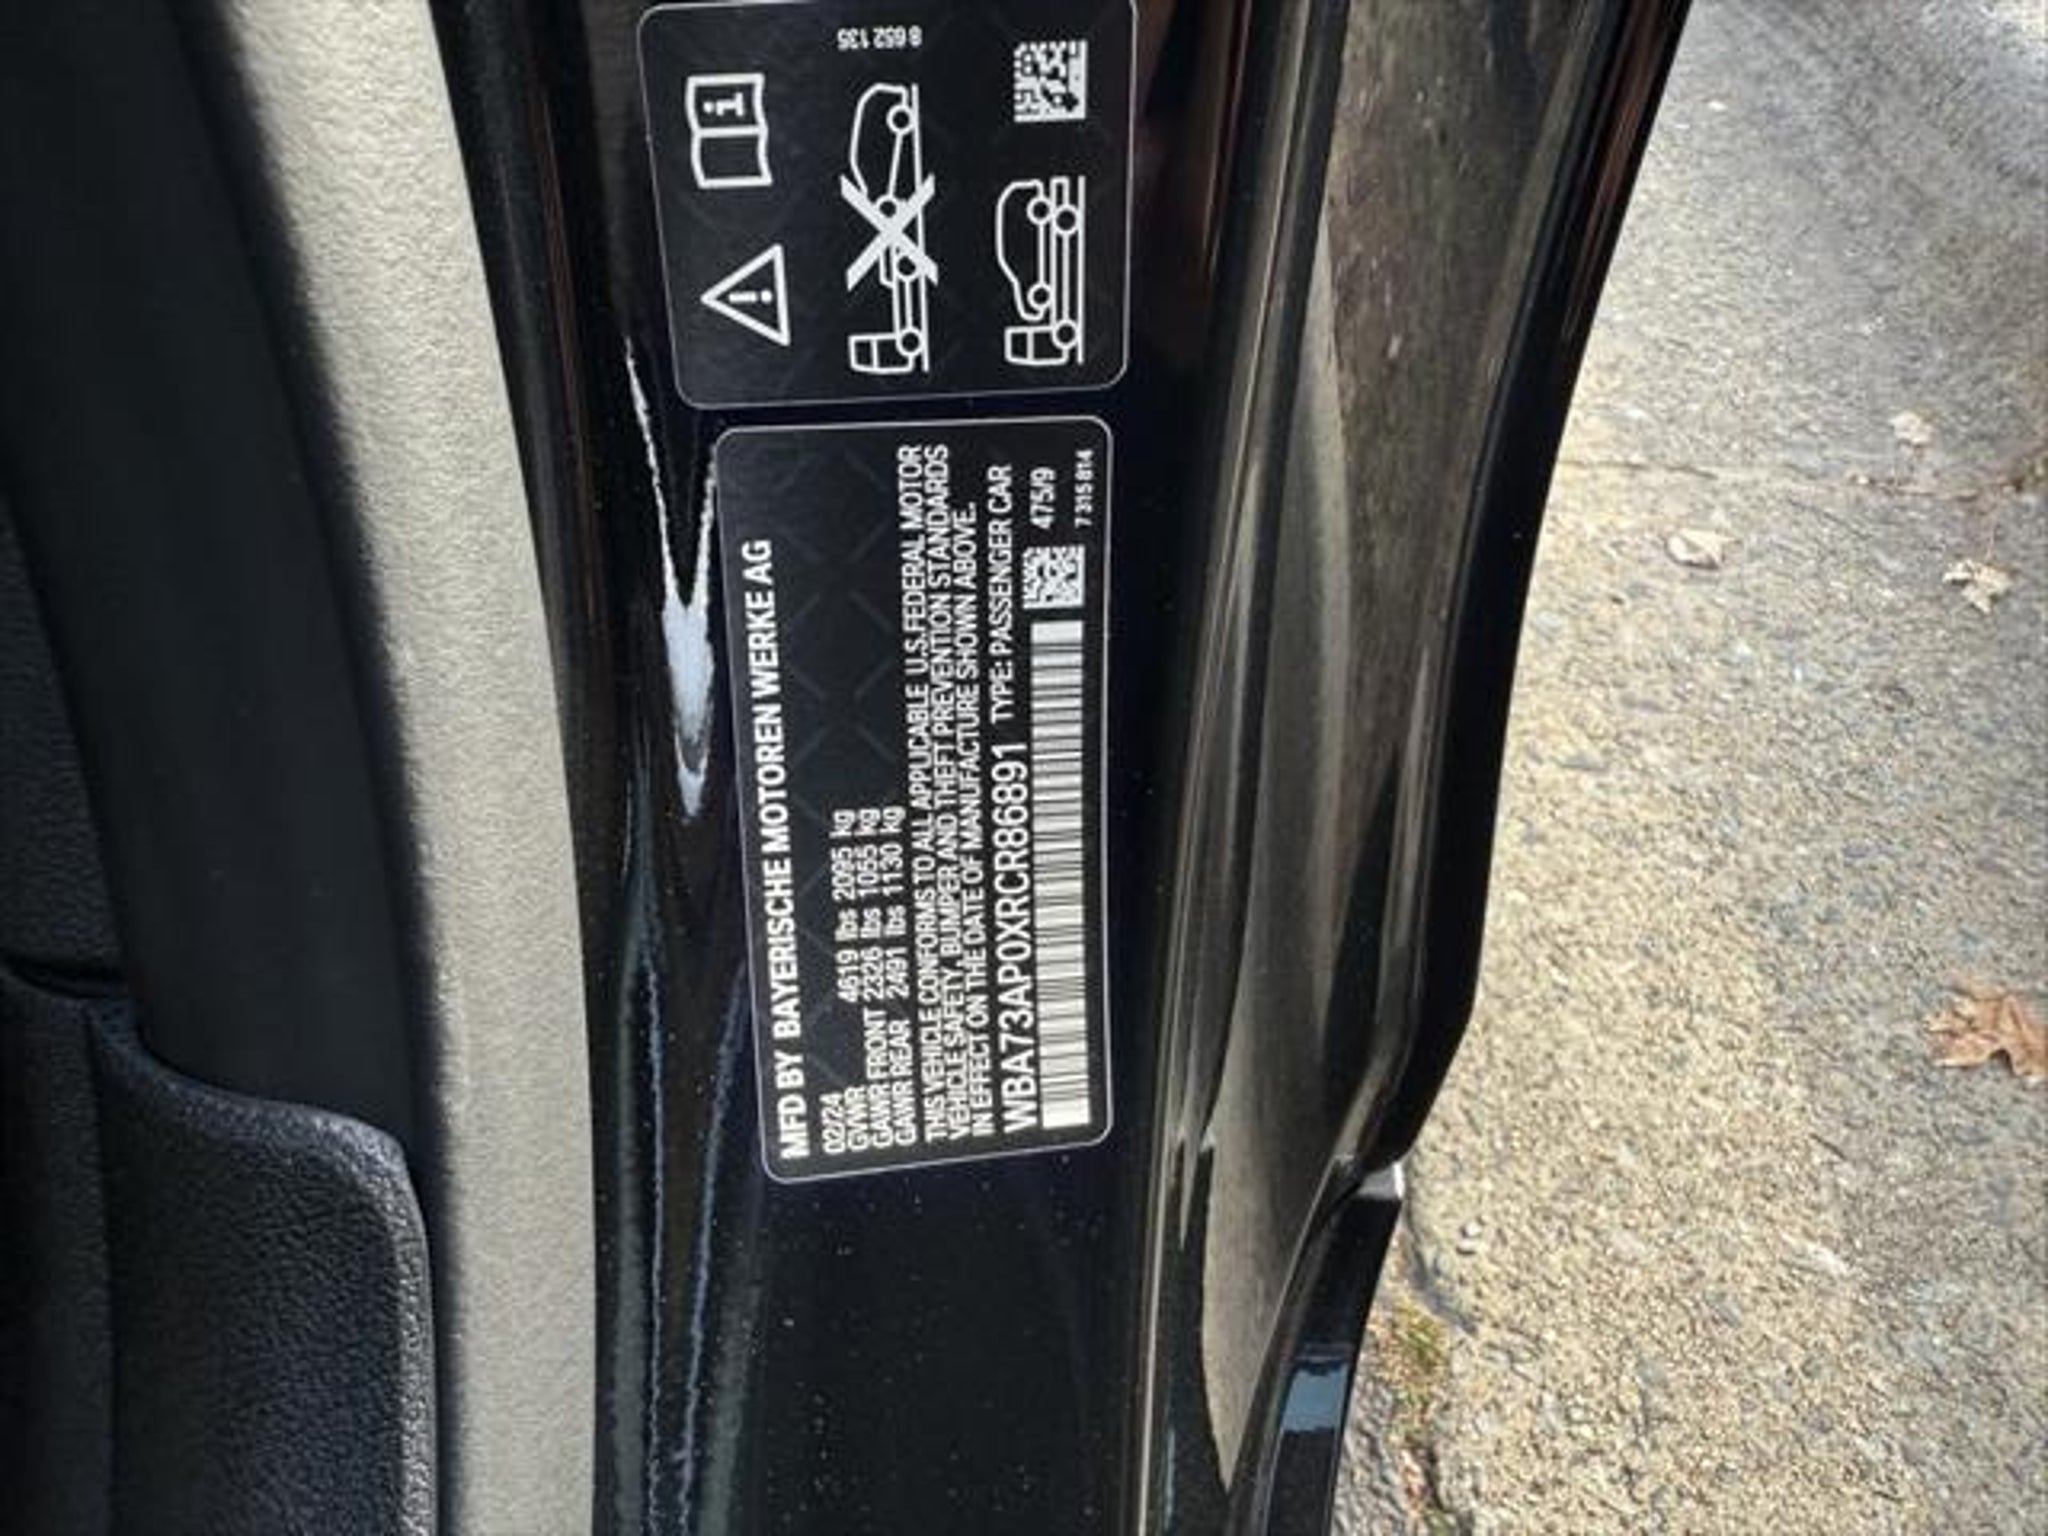 MFD BY BAYERISCHE MOTOREN WERKE AG
02/24
GVWR 4619 lbs 2095 kg
GAWR FRONT 2326 lbs 1055 kg
GAWR REAR 2491 lbs 1130 kg
THIS VEHICLE CONFORMS TO ALL APPLICABLE U.S.FEDERAL MOTOR
VEHICLE SAFETY, BUMPER AND THEFT PREVENTION STANDARDS
IN EFFECT ON THE DATE OF MANUFACTURE SHOWN ABOVE.
WBA73AP0XRCR86891 TYPE: PASSENGER CAR
475/9
7 315 814
8 652 135